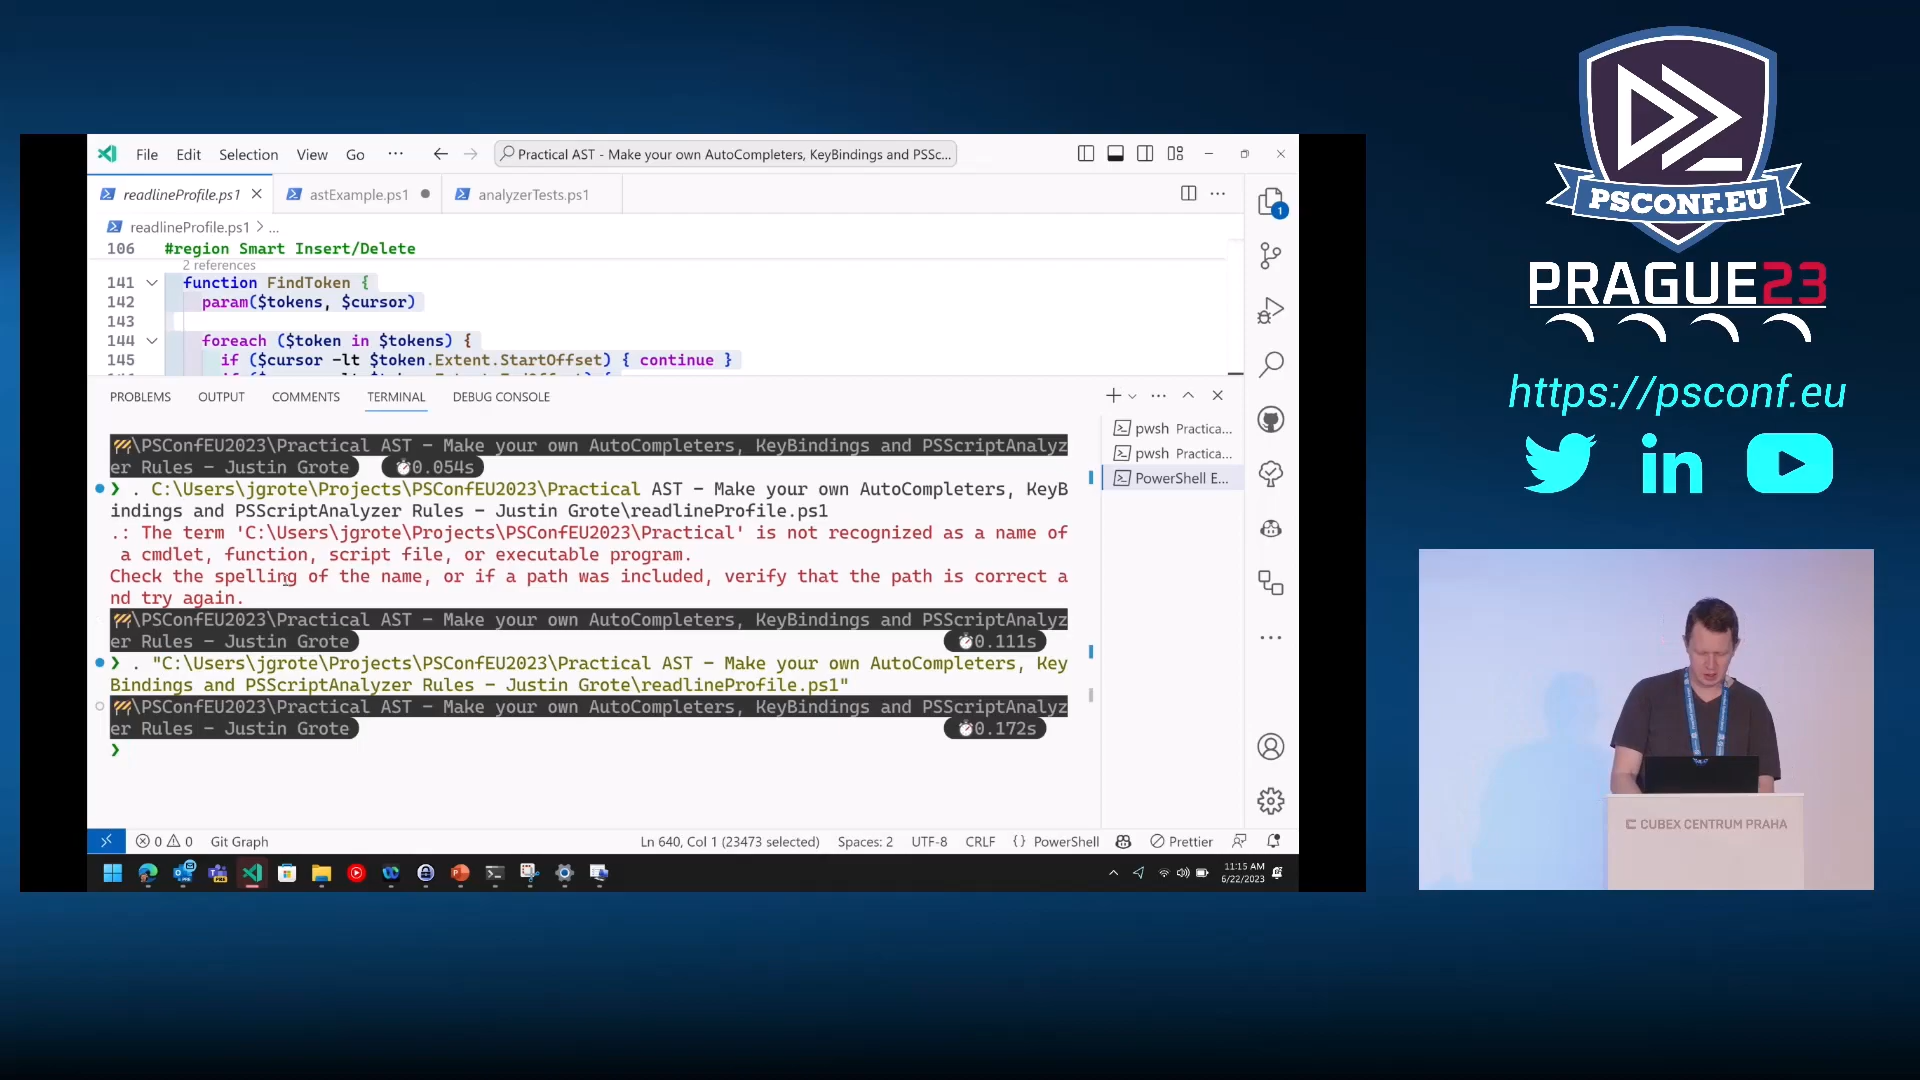 File Edit Selection View Go ··· Practical AST - Make your own AutoCompleters, KeyBindings and PSSc...
readlineProfile.ps1 astExample.ps1 analyzerTests.ps1
readlineProfile.ps1 > ...
106 #region Smart Insert/Delete
2 references
141 function FindToken {
142 param($tokens, $cursor)
143
144 foreach ($token in $tokens) {
145 if ($cursor -lt $token.Extent.StartOffset) { continue }
PROBLEMS OUTPUT COMMENTS TERMINAL DEBUG CONSOLE
\PSConfEU2023\Practical AST - Make your own AutoCompleters, KeyBindings and PSScriptAnalyz
er Rules - Justin Grote 0.054s
❯ . C:\Users\jgrote\Projects\PSConfEU2023\Practical AST - Make your own AutoCompleters, KeyB
indings and PSScriptAnalyzer Rules - Justin Grote\readlineProfile.ps1
.: The term 'C:\Users\jgrote\Projects\PSConfEU2023\Practical' is not recognized as a name of
a cmdlet, function, script file, or executable program.
Check the spelling of the name, or if a path was included, verify that the path is correct a
nd try again.
\PSConfEU2023\Practical AST - Make your own AutoCompleters, KeyBindings and PSScriptAnalyz
er Rules - Justin Grote 0.111s
❯ . "C:\Users\jgrote\Projects\PSConfEU2023\Practical AST - Make your own AutoCompleters, Key
Bindings and PSScriptAnalyzer Rules - Justin Grote\readlineProfile.ps1"
\PSConfEU2023\Practical AST - Make your own AutoCompleters, KeyBindings and PSScriptAnalyz
er Rules - Justin Grote 0.172s
❯
pwsh Practica...
pwsh Practica...
PowerShell E...
1
0 0 Git Graph Ln 640, Col 1 (23473 selected) Spaces: 2 UTF-8 CRLF {} PowerShell Prettier
11:15 AM
6/22/2023
PSCONF.EU
PRAGUE23
https://psconf.eu
in
CUBEX CENTRUM PRAHA